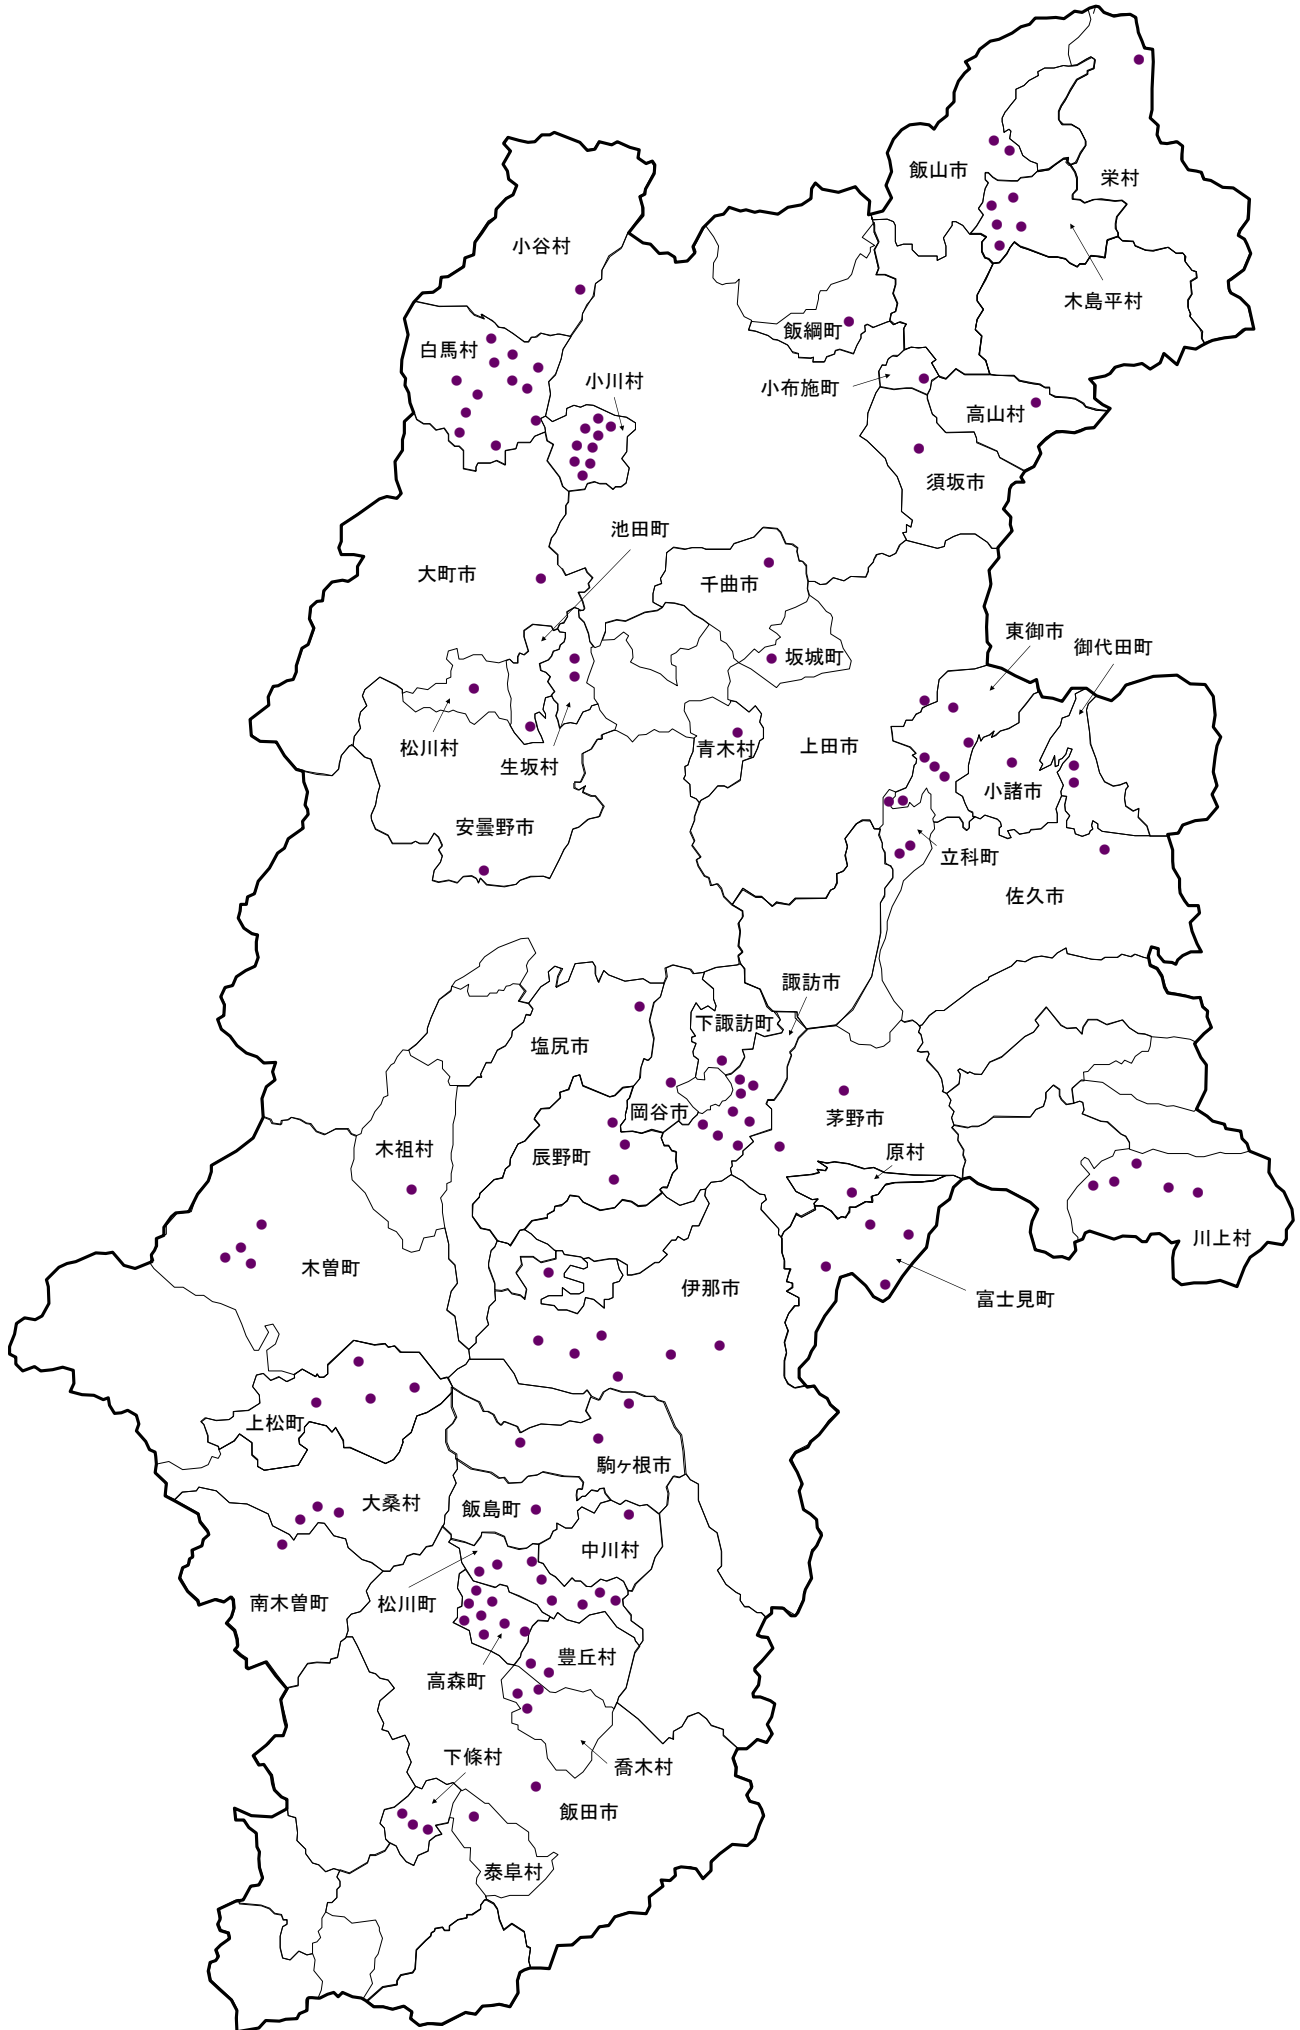 飯山市
栄村
小谷村
木島平村
飯綱町
白馬村
小川村
小布施町
高山村
須坂市
池田町
大町市
千曲市
東御市
御代田町
坂城町
松川村
青木村
上田市
生坂村
小諸市
安曇野市
立科町
佐久市
諏訪市
下諏訪町
塩尻市
岡谷市
茅野市
木祖村
辰野町
原村
川上村
木曽町
伊那市
富士見町
上松町
駒ヶ根市
大桑村
飯島町
中川村
南木曽町
松川町
豊丘村
高森町
下條村
喬木村
飯田市
泰阜村